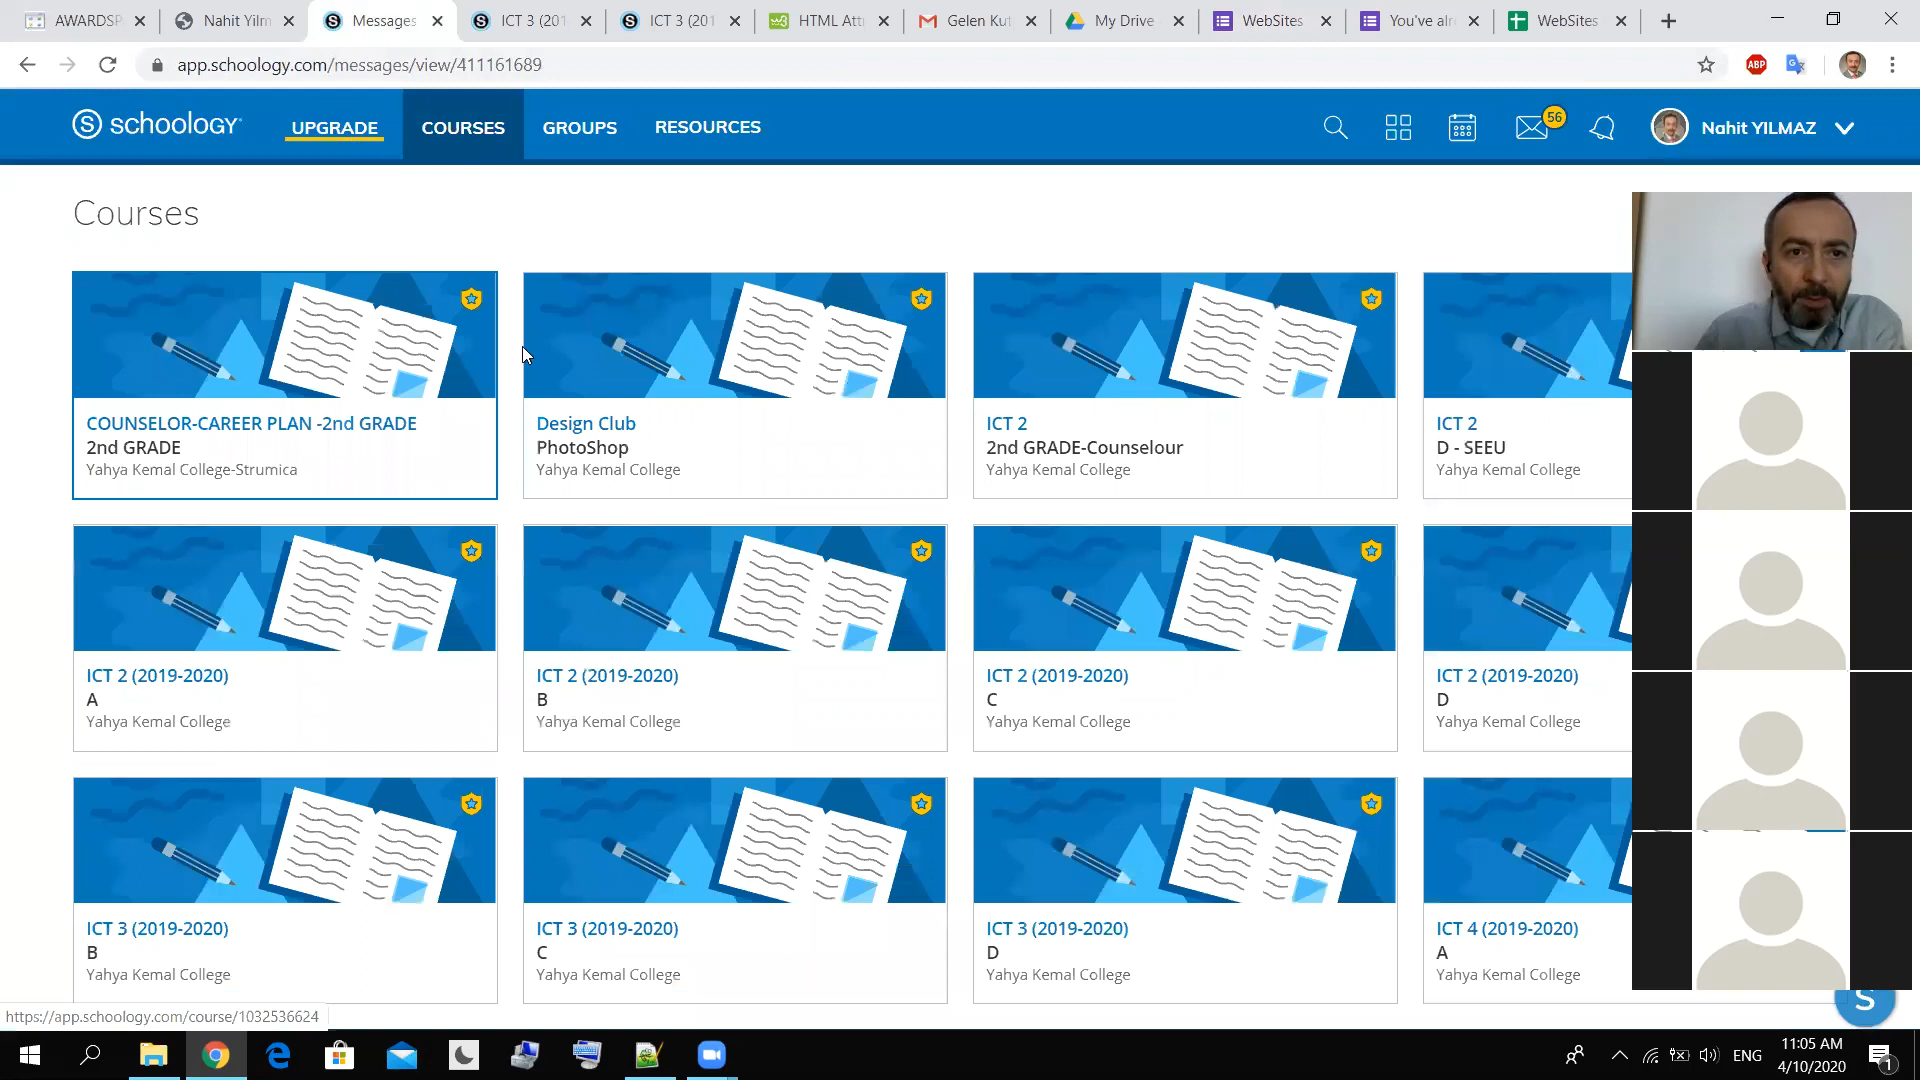 AWARDSP
Nahit Yilm
Messages
ICT 3 (201
ICT 3 (201
HTML Att
Gelen Kut
My Drive
WebSites
You've alr
WebSites
app.schoology.com/messages/view/411161689
ABP
S schoology
UPGRADE
COURSES
GROUPS
RESOURCES
56
Nahit YILMAZ
Courses
COUNSELOR-CAREER PLAN -2nd GRADE
2nd GRADE
Yahya Kemal College-Strumica
Design Club
PhotoShop
Yahya Kemal College
ICT 2
2nd GRADE-Counselour
Yahya Kemal College
ICT 2
D - SEEU
Yahya Kemal College
ICT 2 (2019-2020)
A
Yahya Kemal College
ICT 2 (2019-2020)
B
Yahya Kemal College
ICT 2 (2019-2020)
C
Yahya Kemal College
ICT 2 (2019-2020)
D
Yahya Kemal College
ICT 3 (2019-2020)
B
Yahya Kemal College
ICT 3 (2019-2020)
C
Yahya Kemal College
ICT 3 (2019-2020)
D
Yahya Kemal College
ICT 4 (2019-2020)
A
Yahya Kemal College
S
https://app.schoology.com/course/1032536624
ENG
11:05 AM
4/10/2020
1